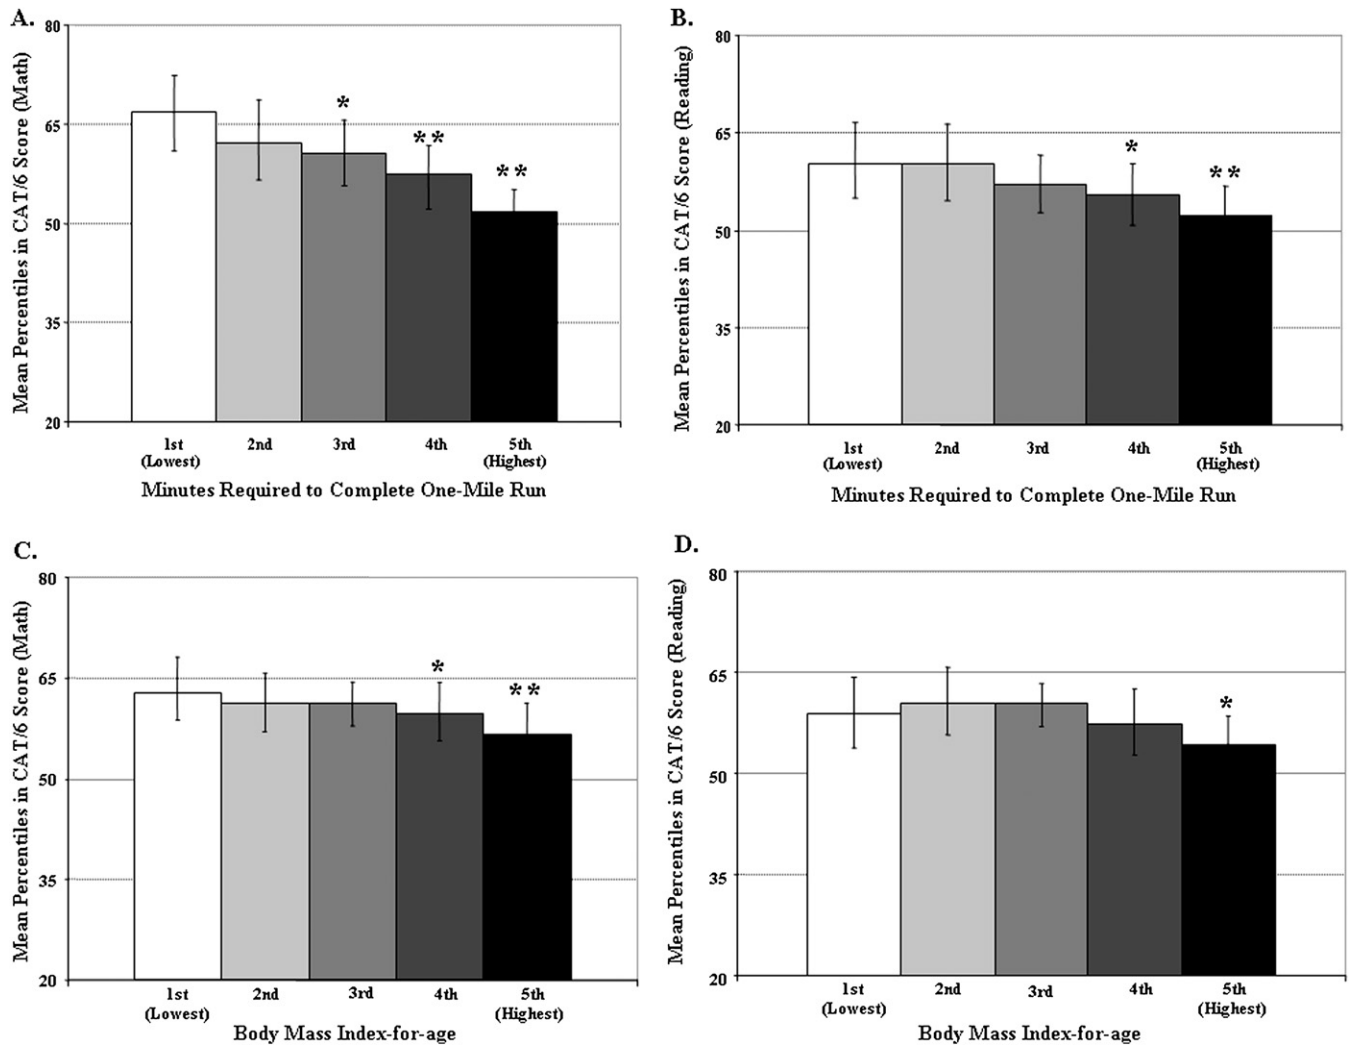 A.
Mean Percentiles in CAT/6 Score (Math)
80
65
50
35
20
*
**
**
1st
(Lowest)
2nd
3rd
4th
5th
(Highest)
Minutes Required to Complete One-Mile Run
B.
Mean Percentiles in CAT/6 Score (Reading)
80
65
50
35
20
*
**
1st
(Lowest)
2nd
3rd
4th
5th
(Highest)
Minutes Required to Complete One-Mile Run
C.
Mean Percentiles in CAT/6 Score (Math)
80
65
50
35
20
*
**
1st
(Lowest)
2nd
3rd
4th
5th
(Highest)
Body Mass Index-for-age
D.
Mean Percentiles in CAT/6 Score (Reading)
80
65
50
35
20
*
1st
(Lowest)
2nd
3rd
4th
5th
(Highest)
Body Mass Index-for-age